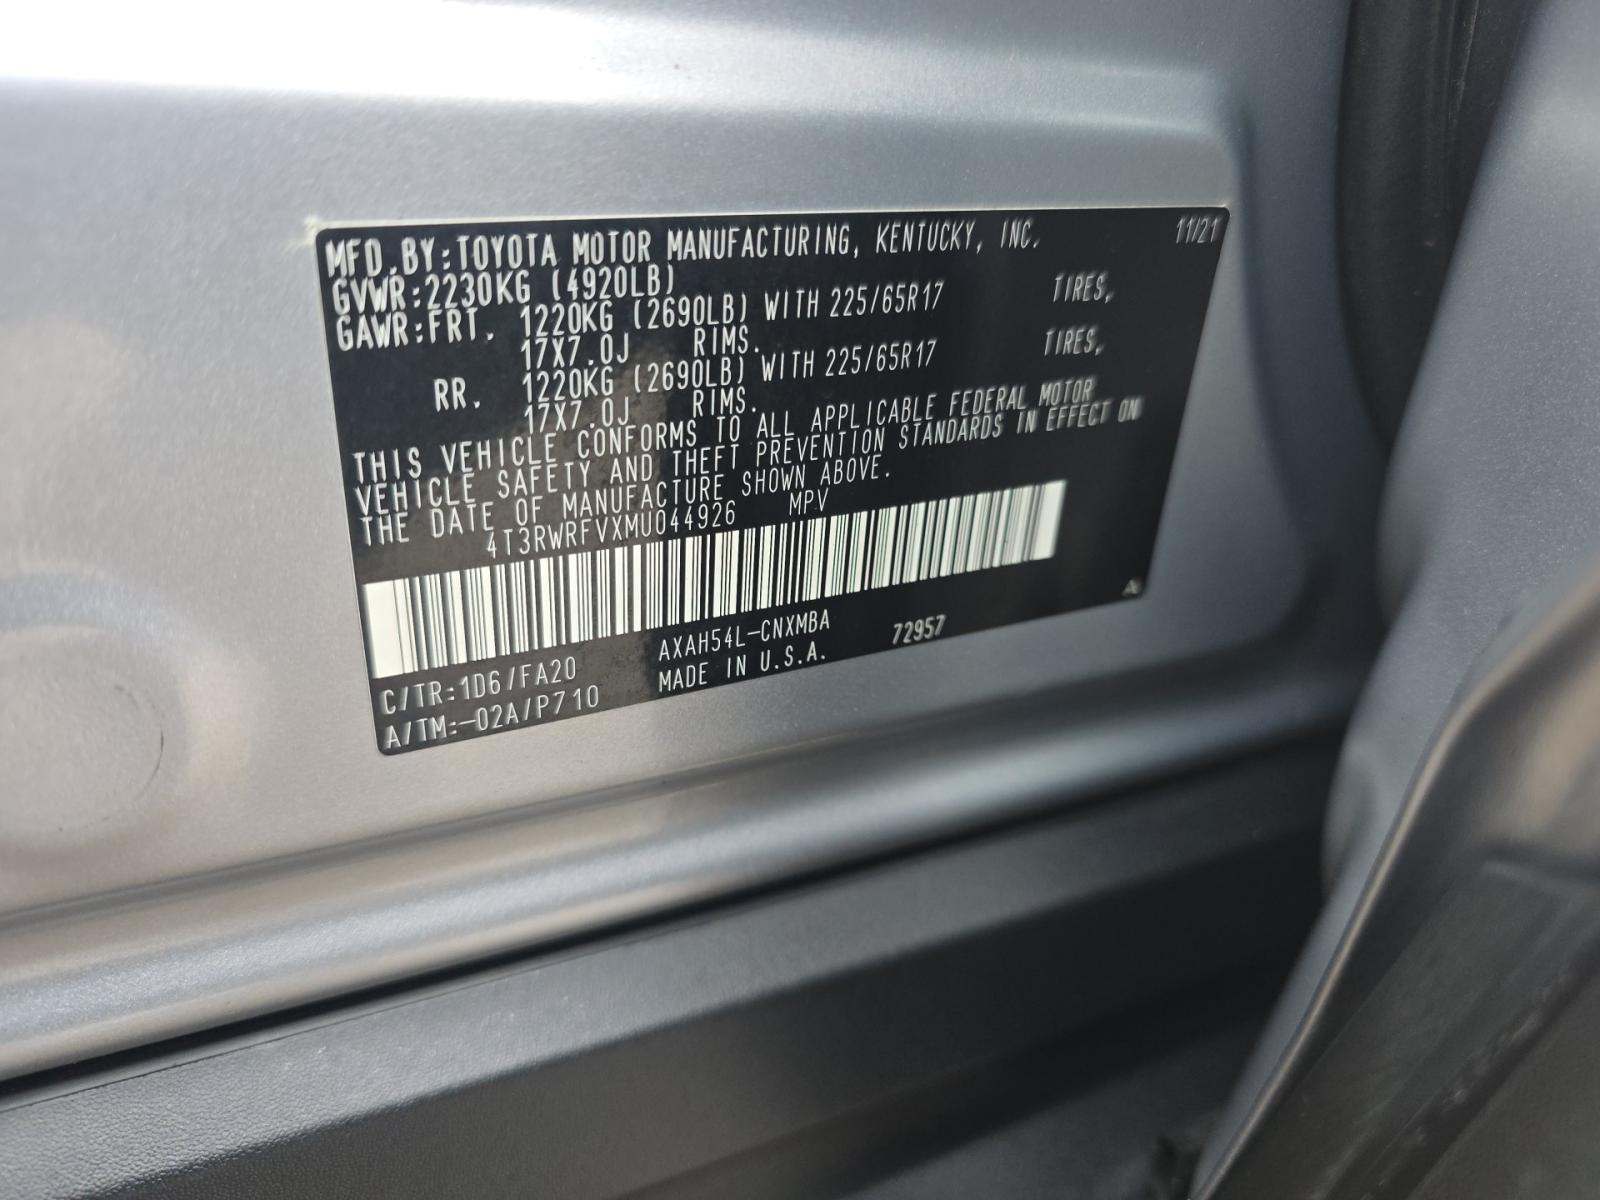 MFD.BY:TOYOTA MOTOR MANUFACTURING, KENTUCKY, INC. 11/21
GVWR:2230KG (4920LB)
GAWR:FRT. 1220KG (2690LB) WITH 225/65R17 TIRES,
17X7.0J RIMS.
RR. 1220KG (2690LB) WITH 225/65R17 TIRES,
17X7.0J RIMS.
THIS VEHICLE CONFORMS TO ALL APPLICABLE FEDERAL MOTOR
VEHICLE SAFETY AND THEFT PREVENTION STANDARDS IN EFFECT ON
THE DATE OF MANUFACTURE SHOWN ABOVE.
4T3RWRFVXMU044926 MPV
C/TR:1D6/FA20 AXAH54L-CNXMBA 72957
A/TM:-02A/P710 MADE IN U.S.A.